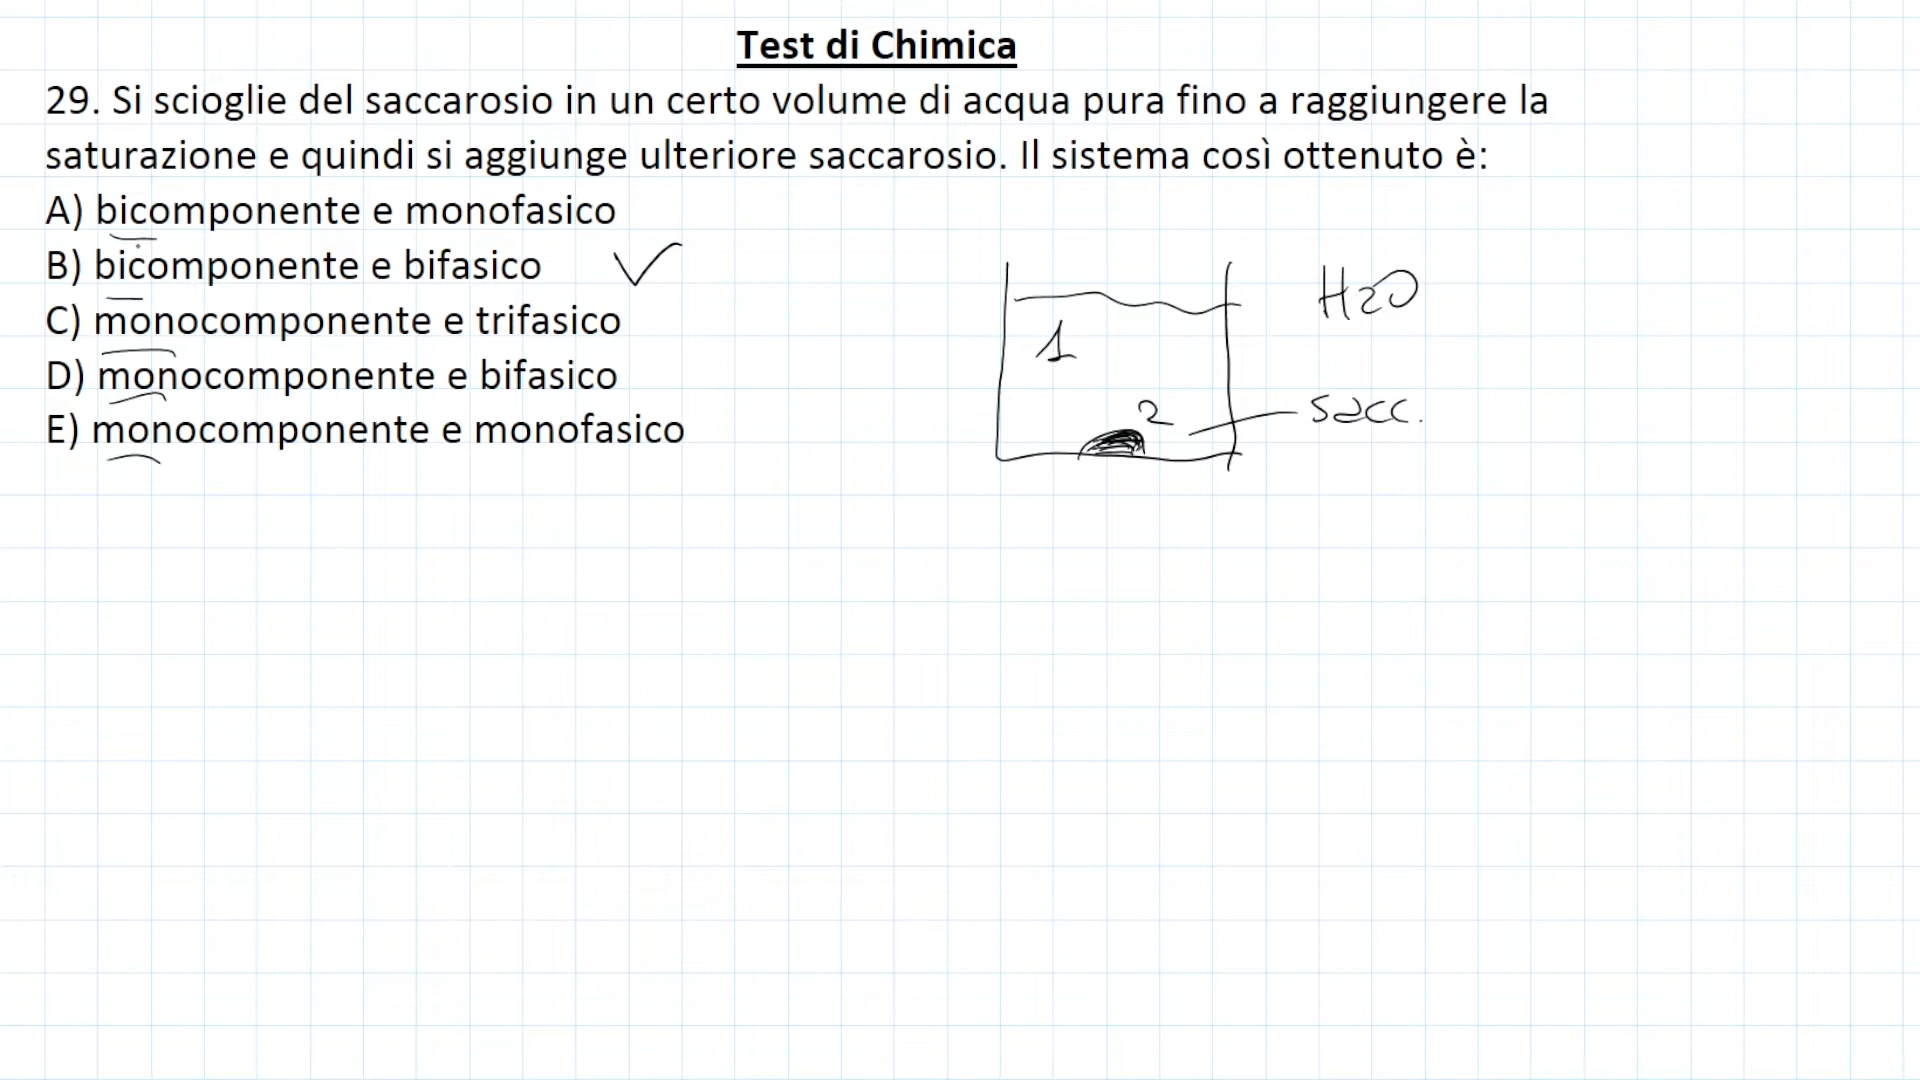 Test di Chimica
29. Si scioglie del saccarosio in un certo volume di acqua pura fino a raggiungere la
saturazione e quindi si aggiunge ulteriore saccarosio. Il sistema così ottenuto è:
A) bicomponente e monofasico
B) bicomponente e bifasico
C) monocomponente e trifasico
D) monocomponente e bifasico
E) monocomponente e monofasico
H2O
1
2
sacc.